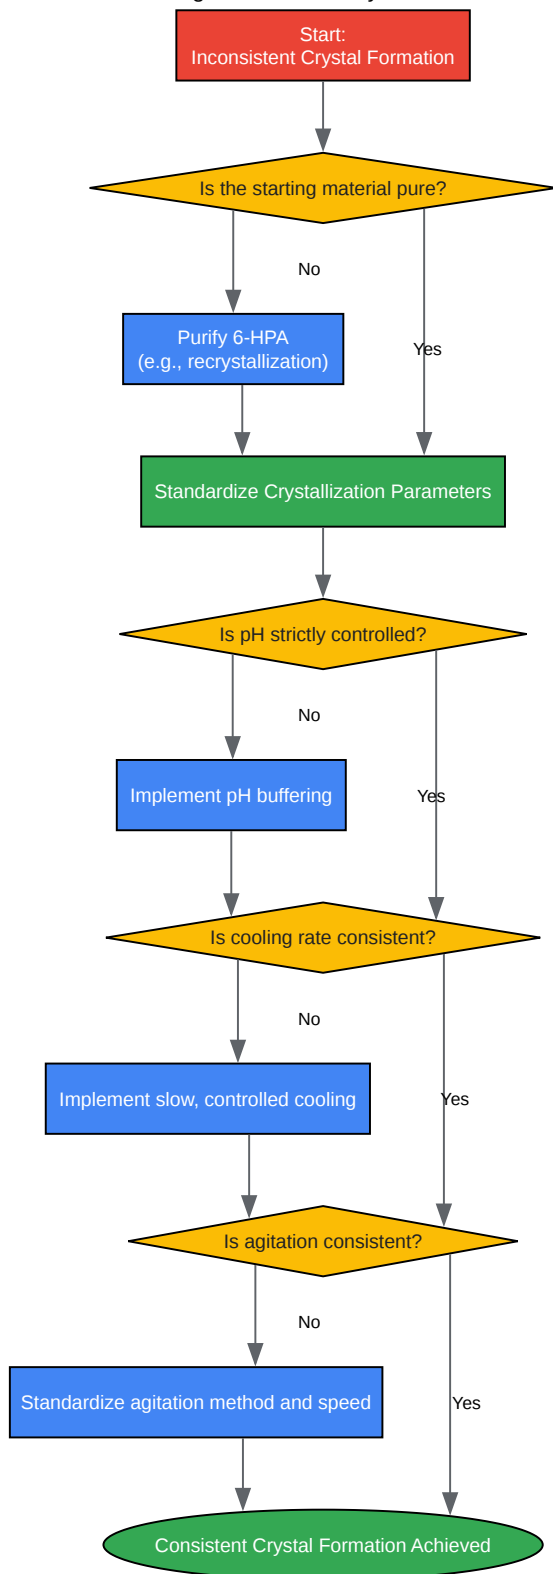 Start:
Inconsistent Crystal Formation
Is the starting material pure?
No
Purify 6-HPA
(e.g., recrystallization)
Yes
Standardize Crystallization Parameters
Is pH strictly controlled?
No
Implement pH buffering
Yes
Is cooling rate consistent?
No
Implement slow, controlled cooling
Yes
Is agitation consistent?
No
Standardize agitation method and speed
Yes
Consistent Crystal Formation Achieved